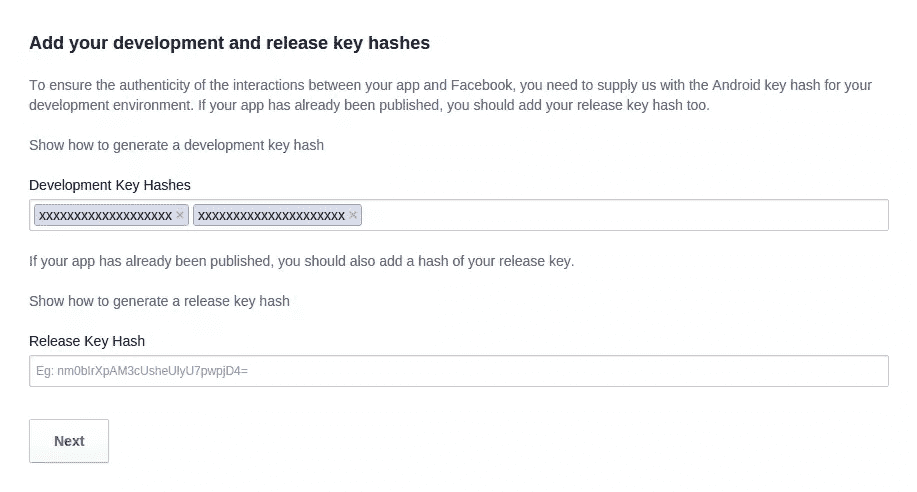 Add your development and release key hashes
To ensure the authenticity of the interactions between your app and Facebook, you need to supply us with the Android key hash for your
development environment. If your app has already been published, you should add your release key hash too.
Show how to generate a development key hash
Development Key Hashes
xxxxxxxxxxxxxxxxxxx × xxxxxxxxxxxxxxxxxxxxx ×
If your app has already been published, you should also add a hash of your release key.
Show how to generate a release key hash
Release Key Hash
Eg: nm0blrXpAM3cUsheUlyU7pwpjD4=
Next